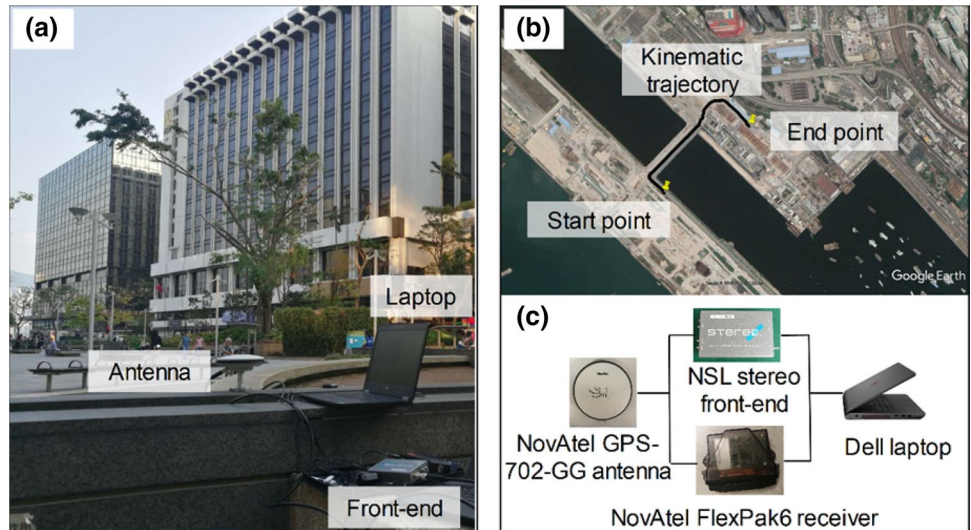 (a)
Laptop
Antenna
Front-end
(b)
Kinematic
trajectory
End point
Start point
Google Earth
(c)
stereo
NSL stereo
front-end
NovAtel GPS-
702-GG antenna
Dell laptop
NovAtel FlexPak6 receiver